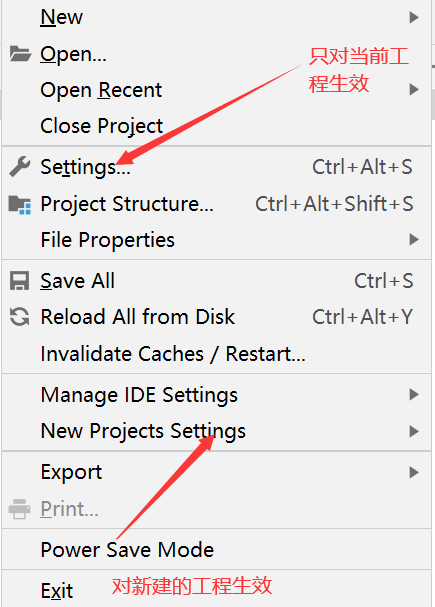 New
Open...
只对当前工
程生效
Open Recent
Close Project
Settings... Ctrl+Alt+S
Project Structure... Ctrl+Alt+Shift+S
File Properties
Save All Ctrl+S
Reload All from Disk Ctrl+Alt+Y
Invalidate Caches / Restart...
Manage IDE Settings
New Projects Settings
Export
Print...
Power Save Mode
Exit 对新建的工程生效